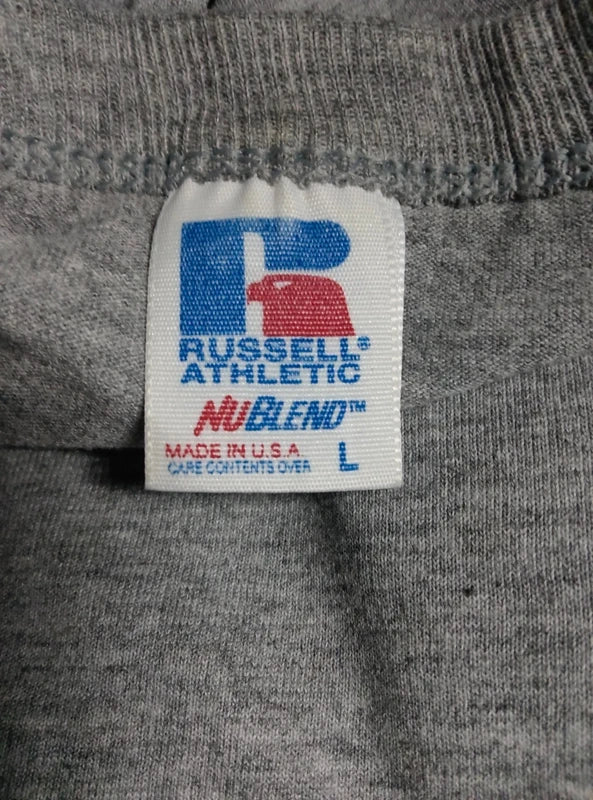 RUSSELL®
ATHLETIC
NUBLEND™
MADE IN U.S.A.
CARE CONTENTS OVER
L